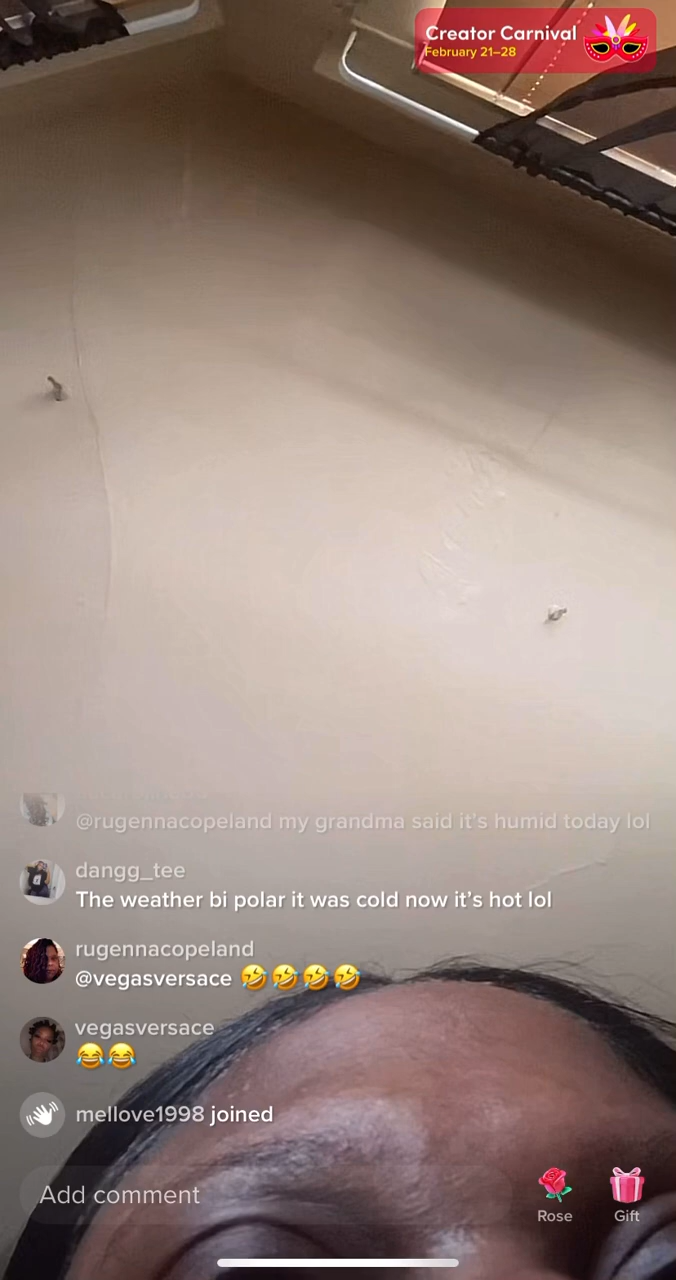 Creator Carnival
February 21–28
@rugennacopeland my grandma said it's humid today lol
dangg_tee
The weather bi polar it was cold now it's hot lol
rugennacopeland
@vegasversace 🤣🤣🤣🤣
vegasversace
😂😂
mellove1998 joined
Add comment
Rose
Gift